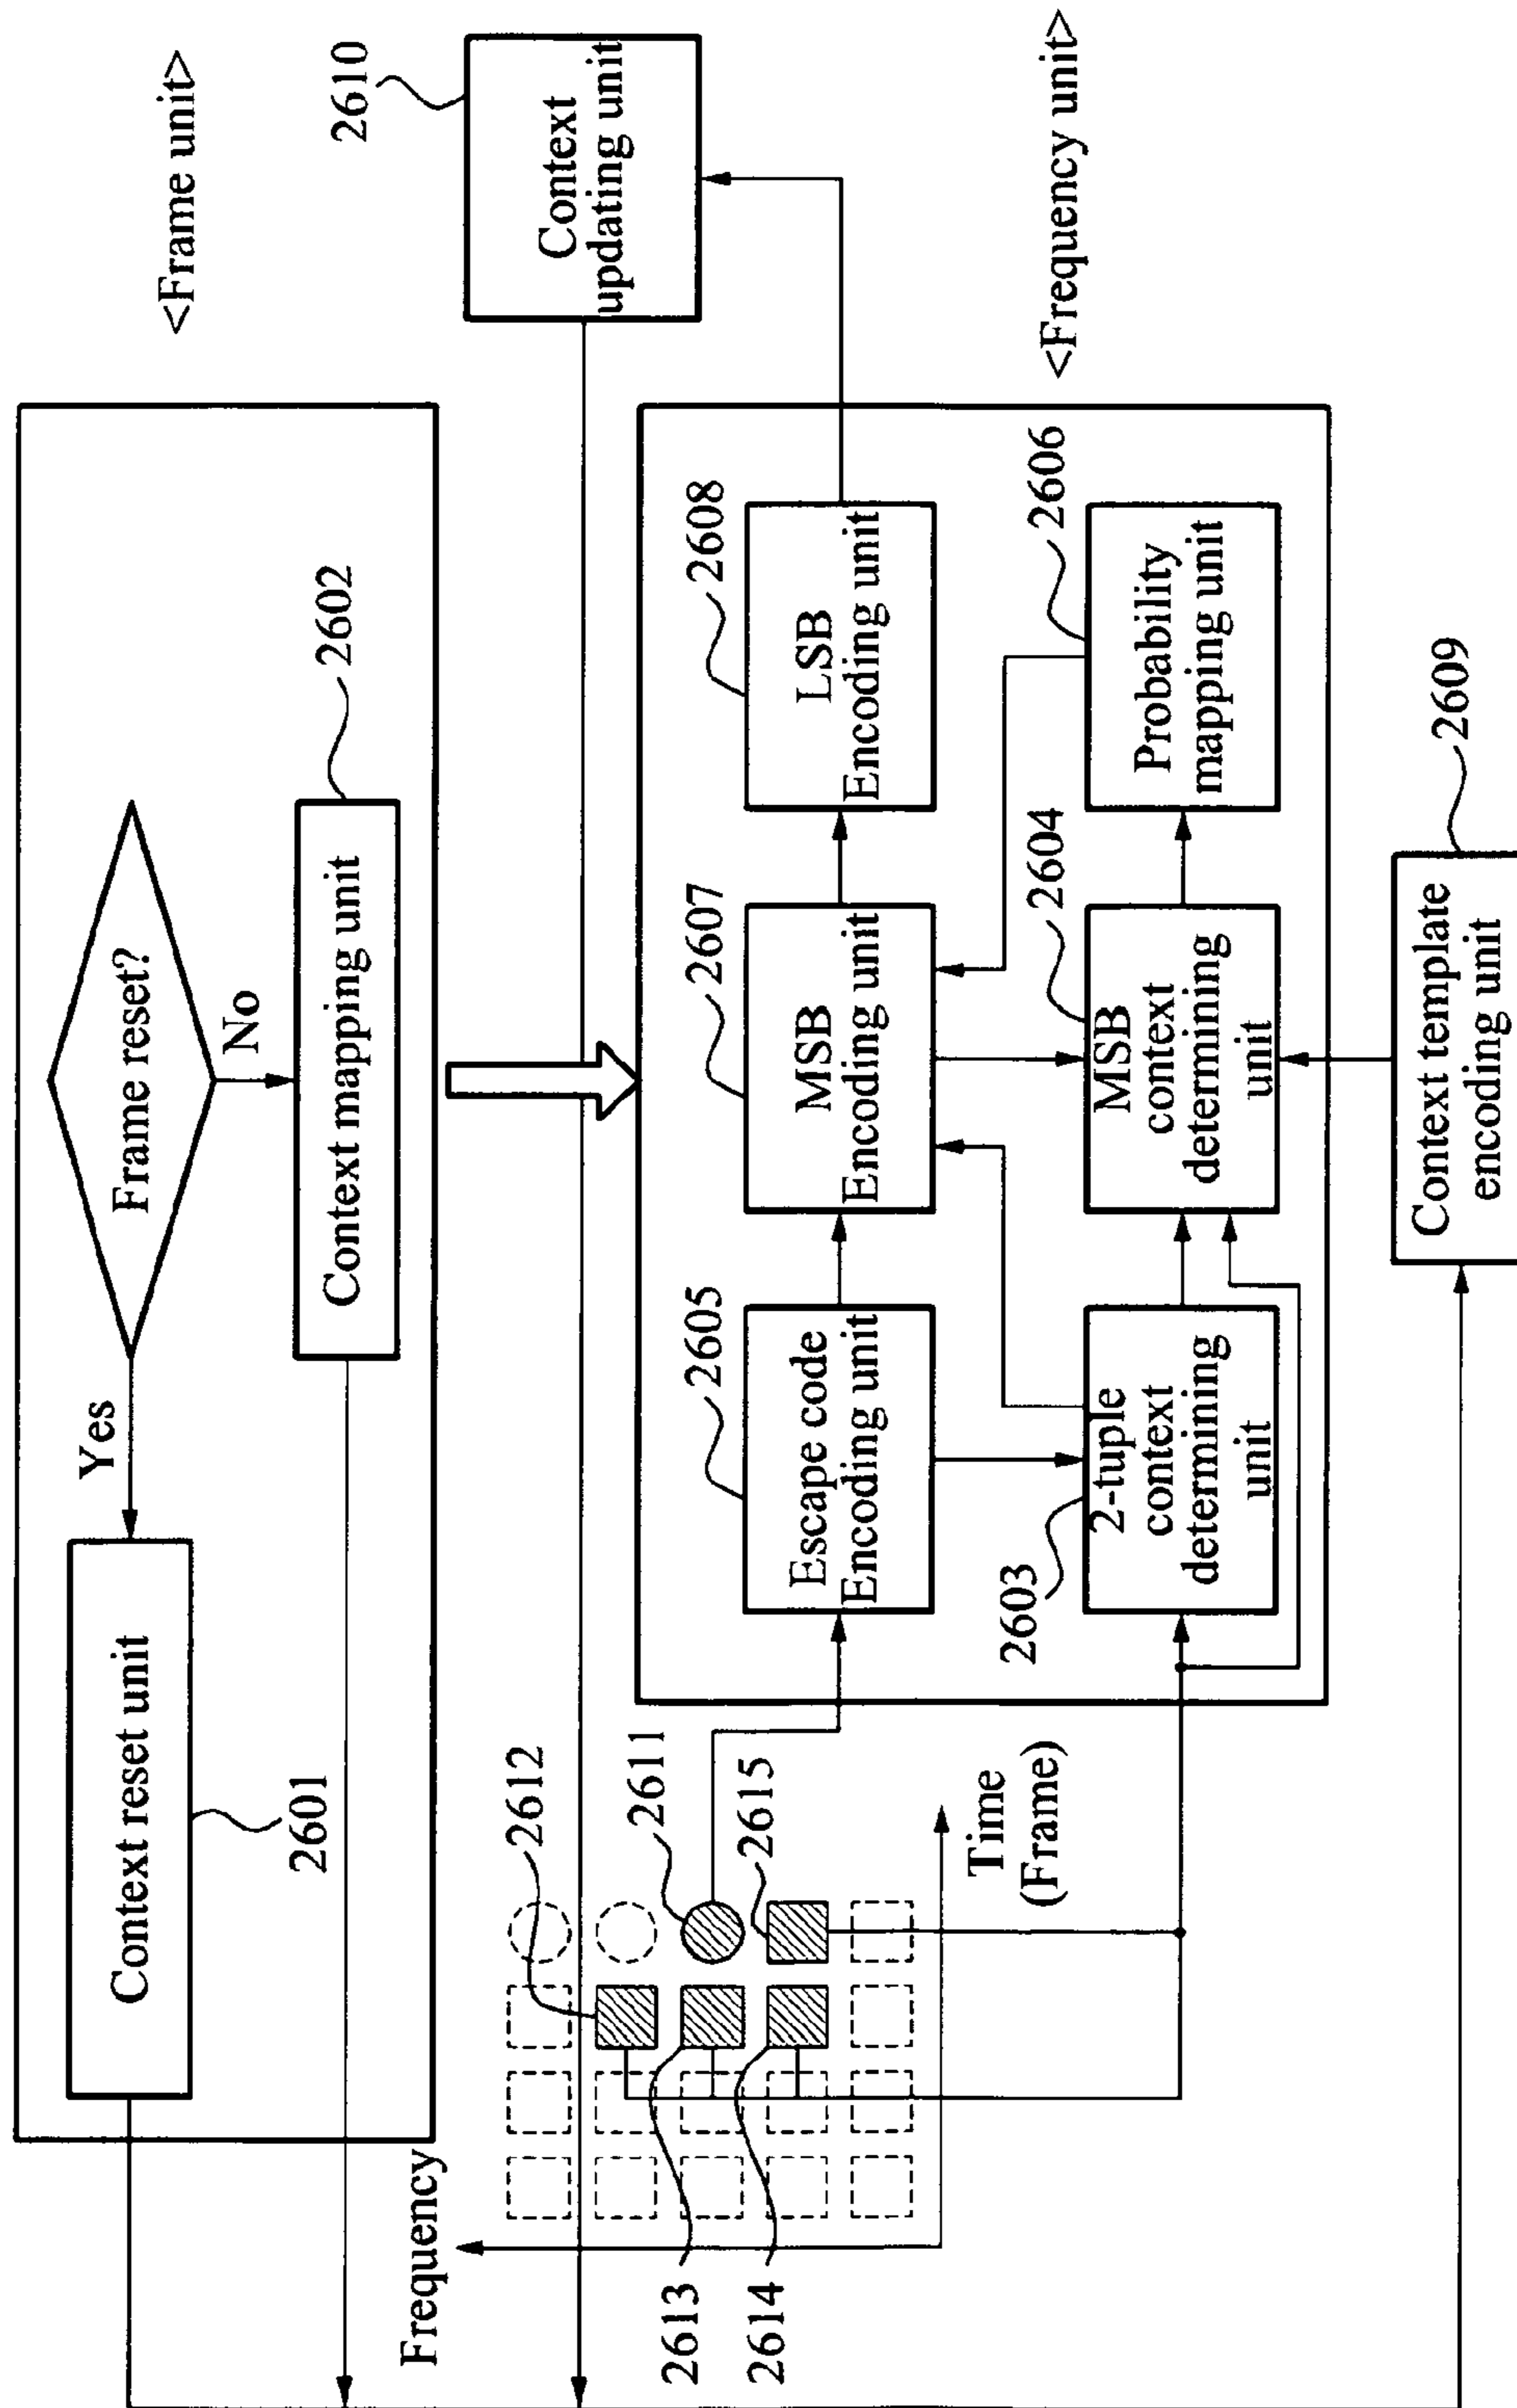 <Frame unit>
Frame reset?
Yes
No
Context reset unit
2601
Context mapping unit
2602
Context
updating unit
2610
Frequency
2612
2611
2615
2613
2614
Time
(Frame)
Escape code
Encoding unit
2605
MSB
Encoding unit
2607
LSB
Encoding unit
2608
2-tuple
context
determining
unit
2603
MSB
context
determining
unit
2604
Probability
mapping unit
2606
<Frequency unit>
Context template
encoding unit
2609